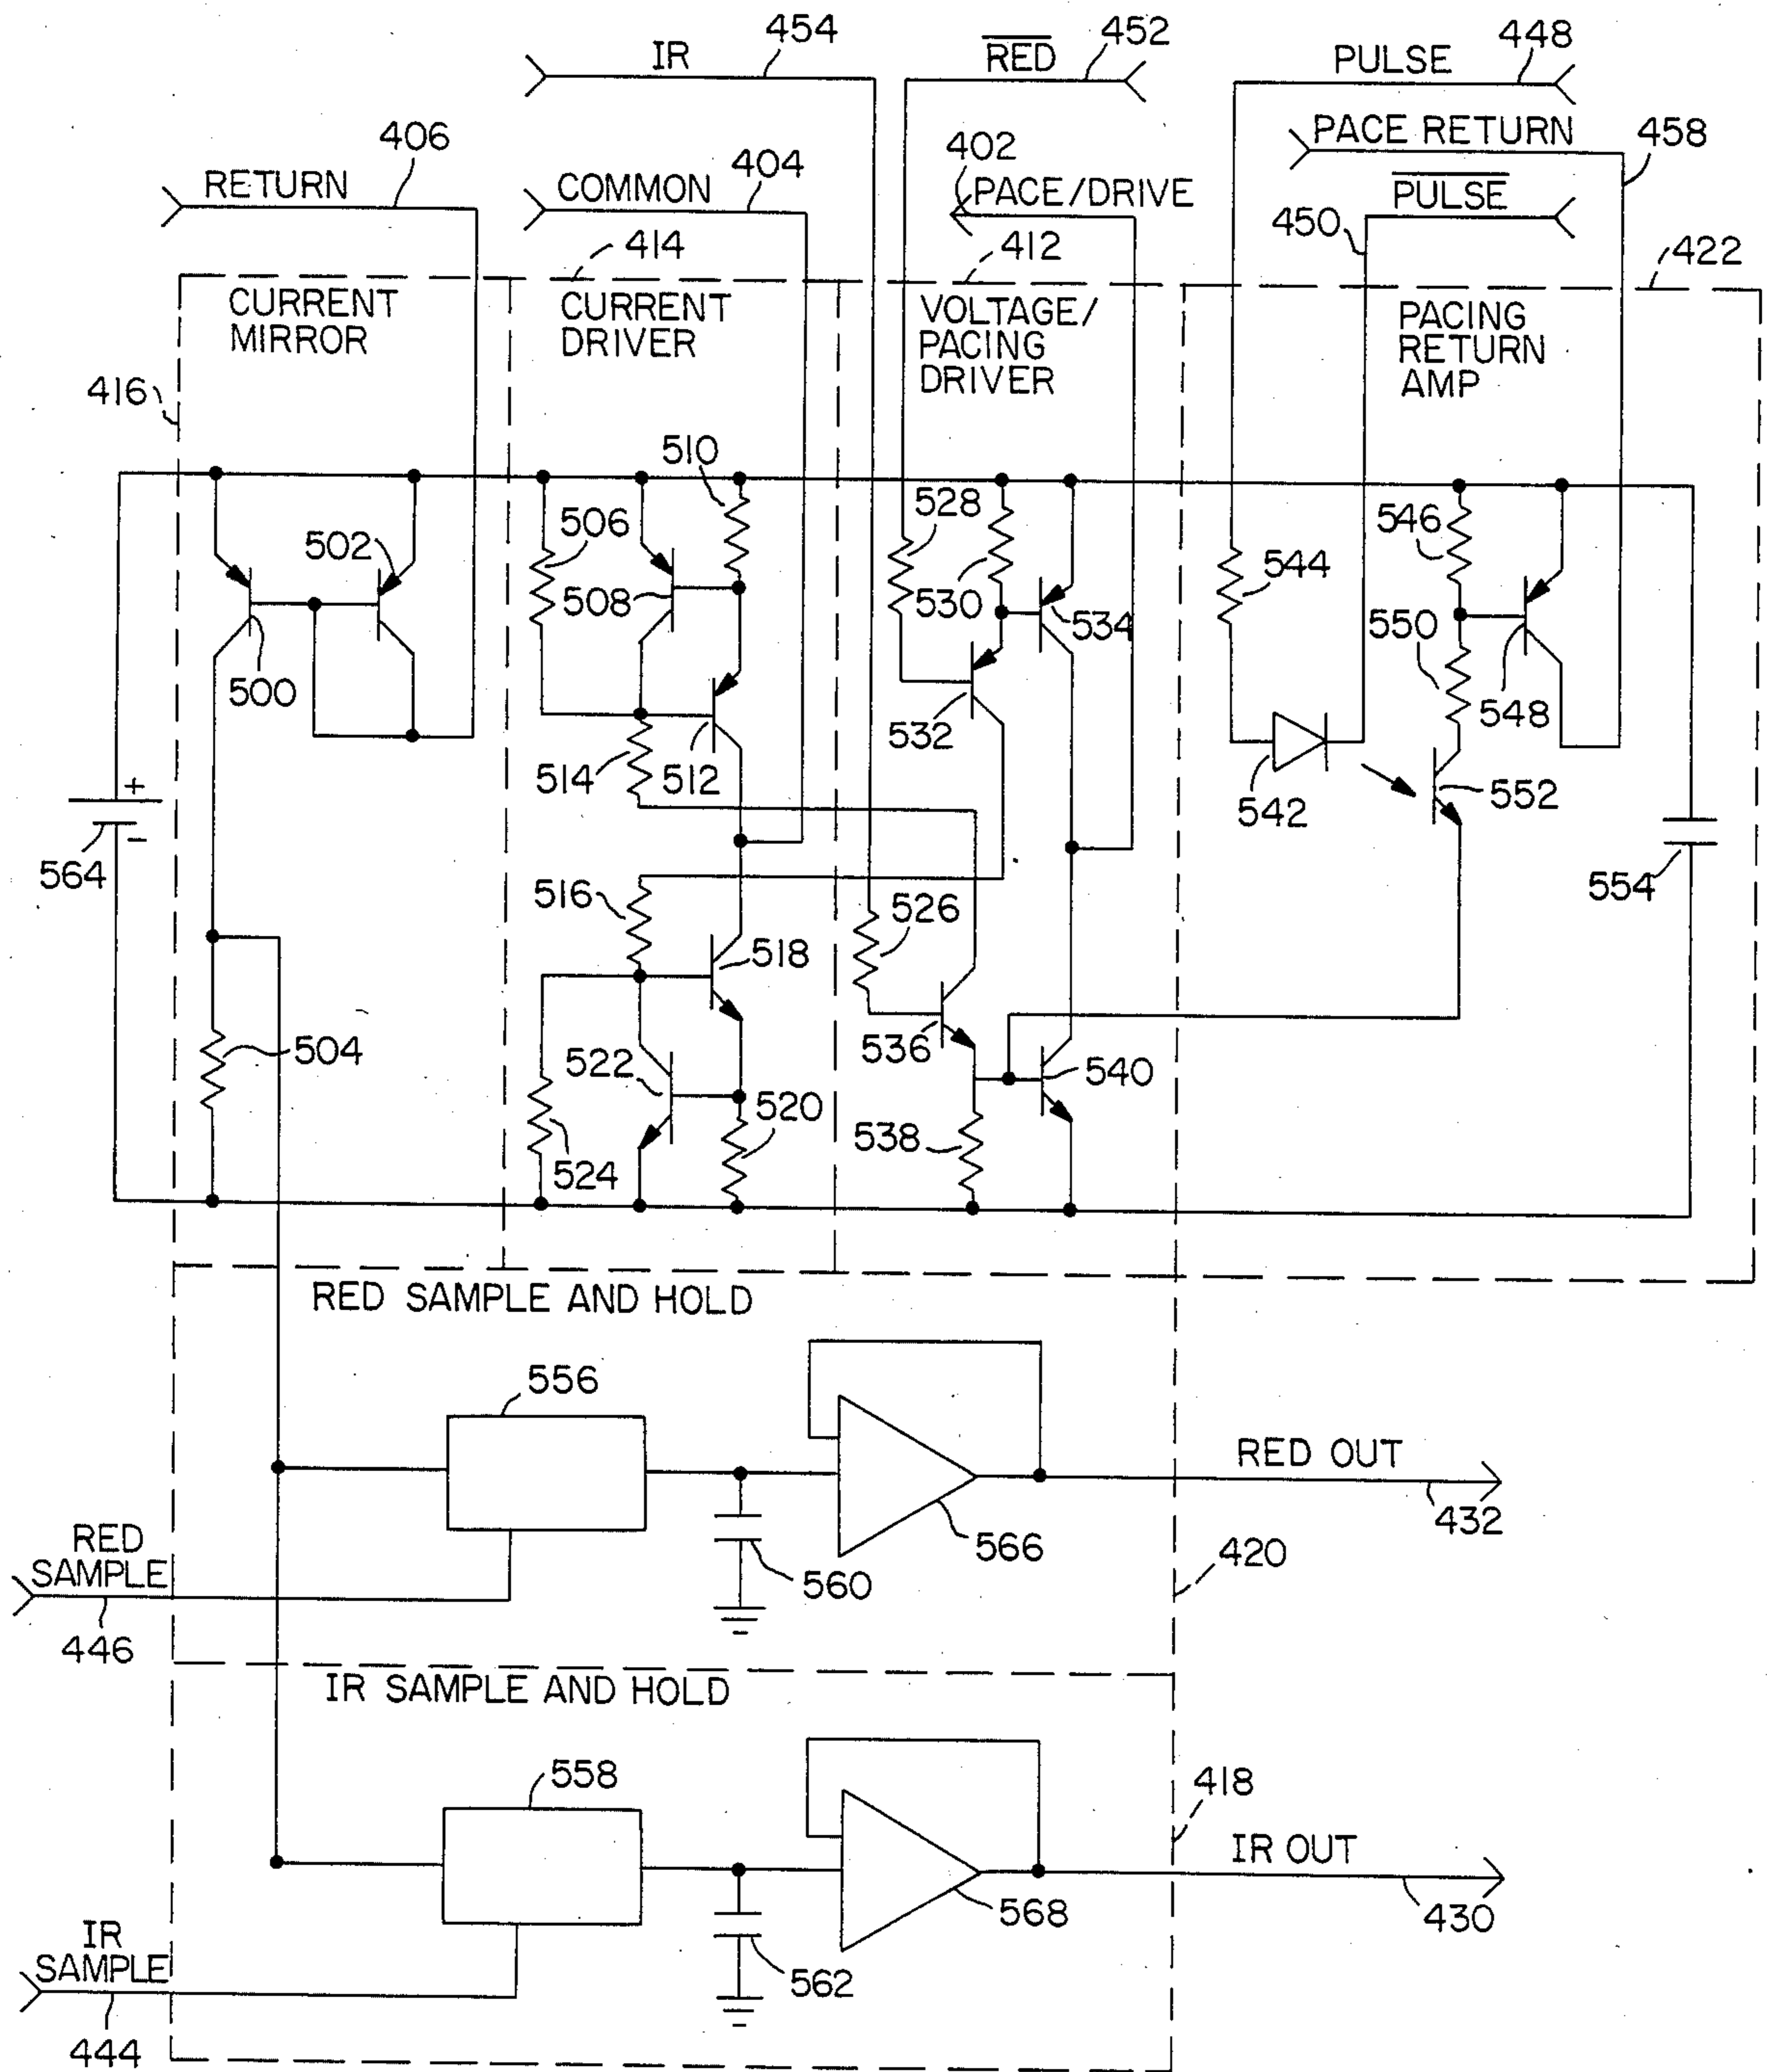 454
IR
R̅E̅D̅
452
PULSE
448
PACE RETURN
458
406
RETURN
404
COMMON
402
PACE/DRIVE
P̅U̅L̅S̅E̅
450
414
412
422
CURRENT
MIRROR
CURRENT
DRIVER
VOLTAGE/
PACING
DRIVER
PACING
RETURN
AMP
416
510
506
502
508
528
530
534
546
544
550
500
532
548
514
512
542
552
+
-
564
554
516
526
518
504
536
540
522
520
538
524
RED SAMPLE AND HOLD
556
RED OUT
432
566
RED
SAMPLE
560
420
446
IR SAMPLE AND HOLD
558
418
IR OUT
568
430
IR
SAMPLE
562
444